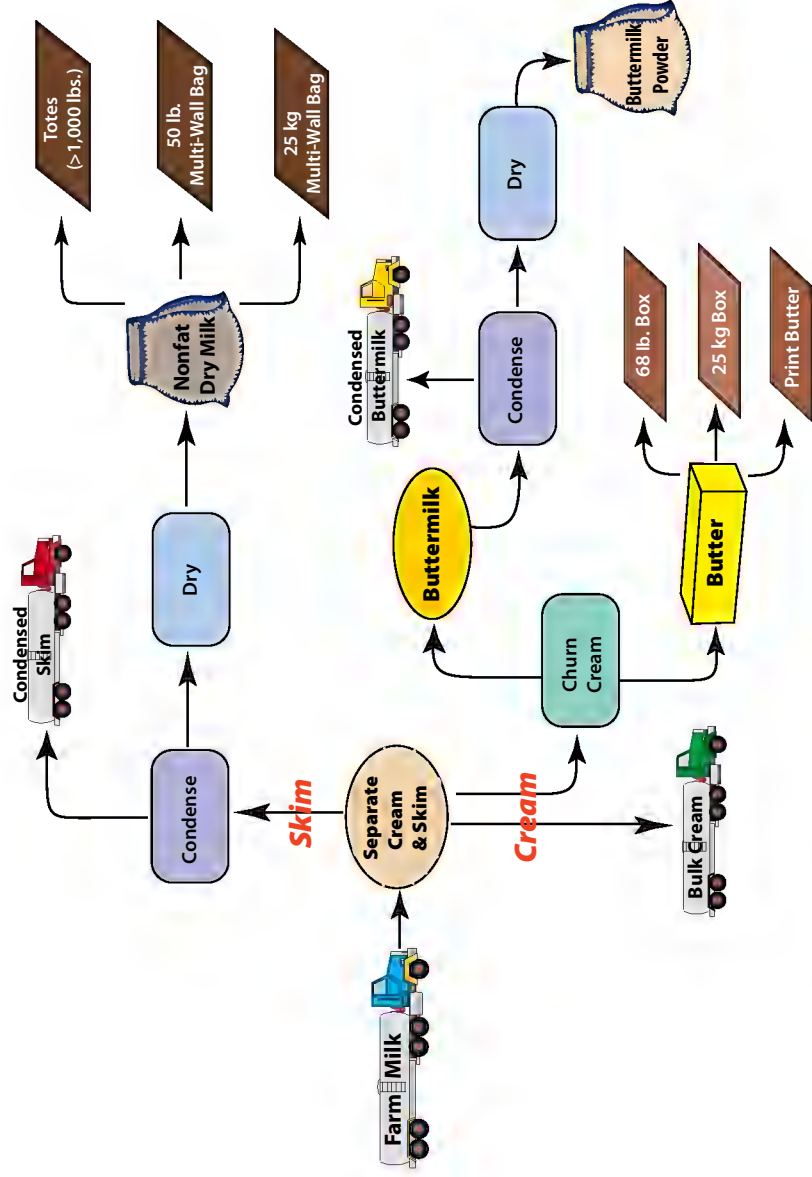 Farm Milk
Separate
Cream
& Skim
Skim
Cream
Condense
Condensed
Skim
Dry
Nonfat
Dry Milk
Totes
(>1,000 lbs.)
50 lb.
Multi-Wall Bag
25 kg
Multi-Wall Bag
Bulk Cream
Churn
Cream
Buttermilk
Condense
Condensed
Buttermilk
Dry
Buttermilk
Powder
Butter
68 lb. Box
25 kg Box
Print Butter